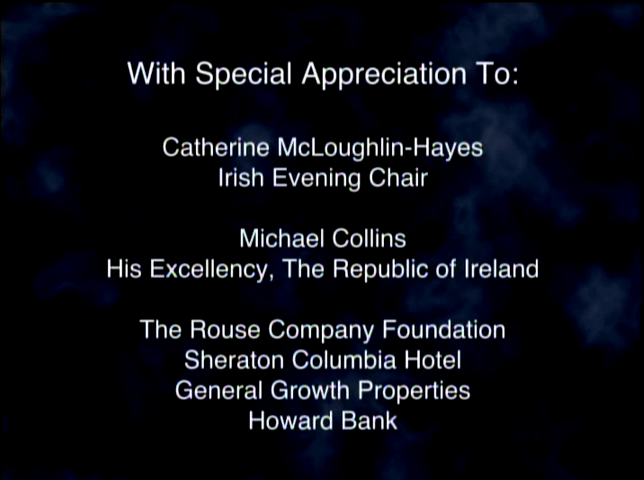 With Special Appreciation To:
Catherine McLoughlin-Hayes
Irish Evening Chair
Michael Collins
His Excellency, The Republic of Ireland
The Rouse Company Foundation
Sheraton Columbia Hotel
General Growth Properties
Howard Bank